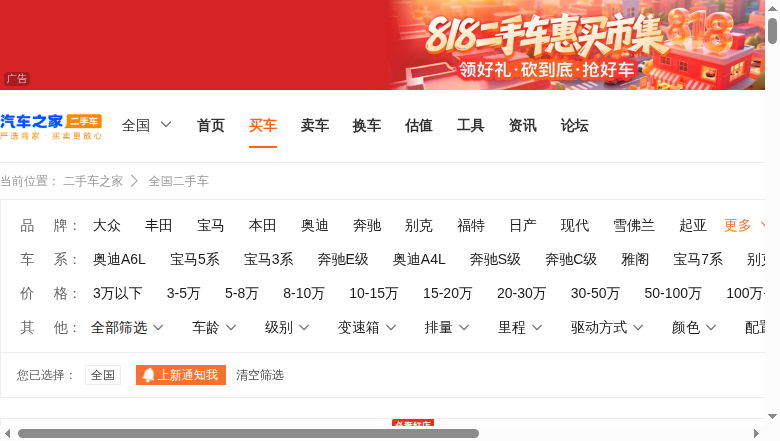 818二手车惠买市集 818
领好礼·砍到底·抢好车
广告
汽车之家 二手车
严选商家·买卖更放心
全国 首页 买车 卖车 换车 估值 工具 资讯 论坛
当前位置： 二手车之家 > 全国二手车
品 牌： 大众 丰田 宝马 本田 奥迪 奔驰 别克 福特 日产 现代 雪佛兰 起亚 更多
车 系： 奥迪A6L 宝马5系 宝马3系 奔驰E级 奥迪A4L 奔驰S级 奔驰C级 雅阁 宝马7系 别克
价 格： 3万以下 3-5万 5-8万 8-10万 10-15万 15-20万 20-30万 30-50万 50-100万 100万
其 他： 全部筛选 车龄 级别 变速箱 排量 里程 驱动方式 颜色 配置
您已选择： 全国 上新通知我 清空筛选